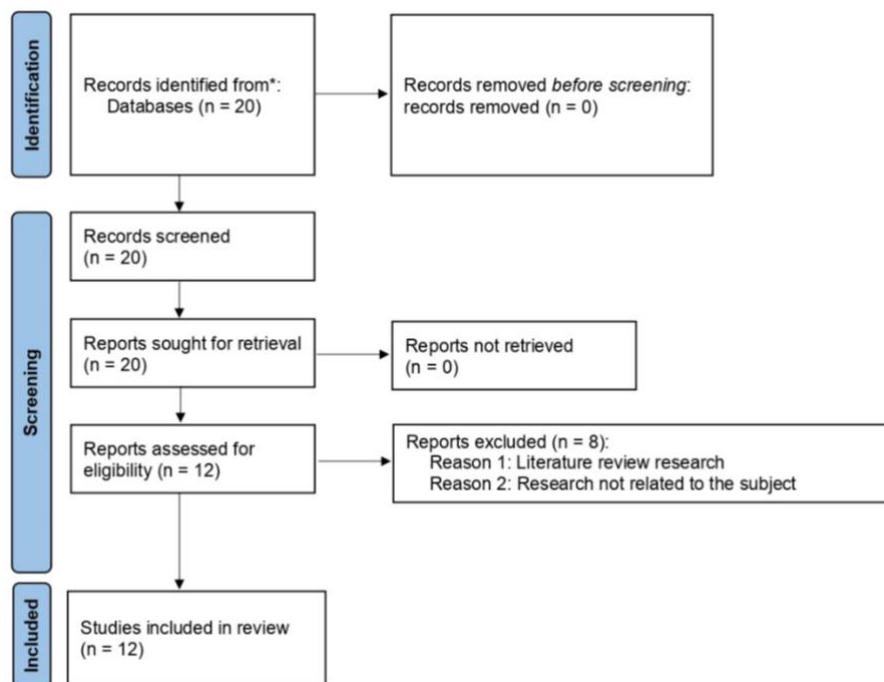 Identification
Records identified from*:
Databases (n = 20)
Records removed before screening:
records removed (n = 0)
Screening
Records screened
(n = 20)
Reports sought for retrieval
(n = 20)
Reports not retrieved
(n = 0)
Reports assessed for
eligibility (n = 12)
Reports excluded (n = 8):
Reason 1: Literature review research
Reason 2: Research not related to the subject
Included
Studies included in review
(n = 12)